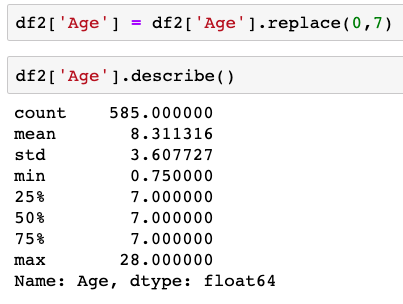 df2['Age'] = df2['Age'].replace(0,7)
df2['Age'].describe()
count    585.000000
mean       8.311316
std        3.607727
min        0.750000
25%        7.000000
50%        7.000000
75%        7.000000
max       28.000000
Name: Age, dtype: float64